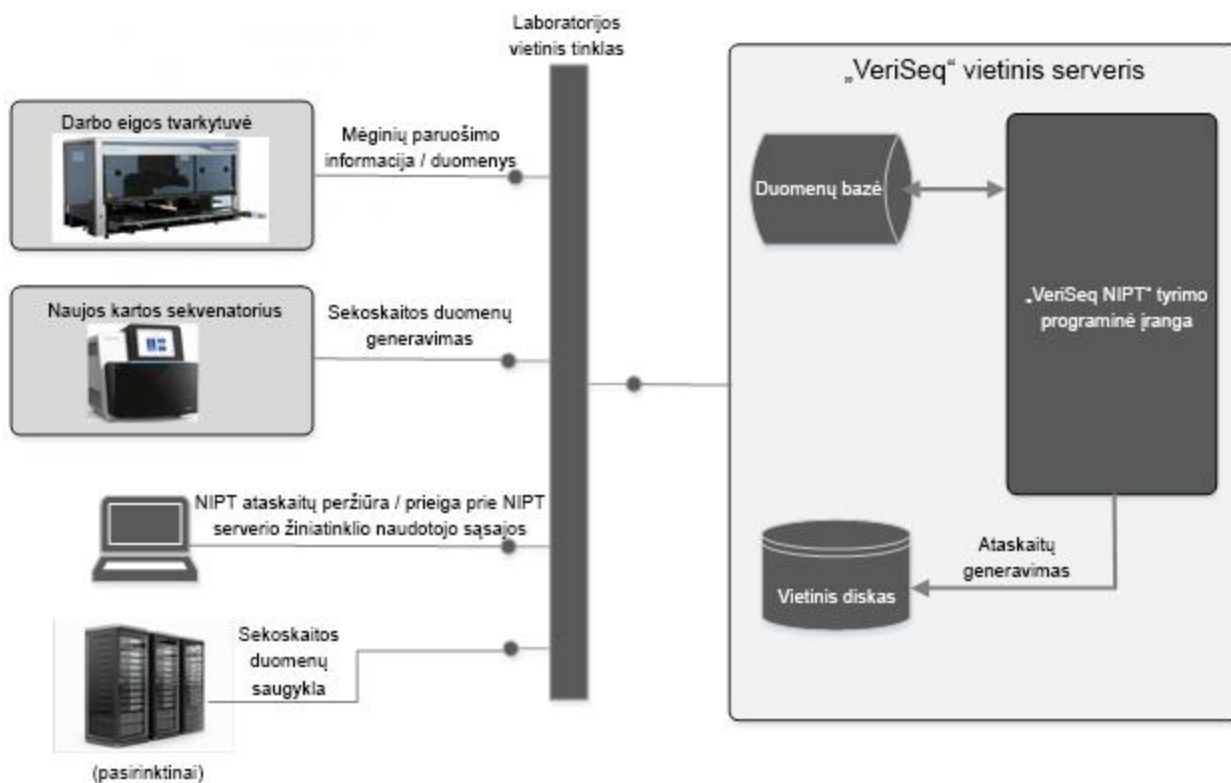 Laboratorijos
vietinis tinklas
„VeriSeq“ vietinis serveris
Darbo eigos tvarkytuvė
Mėginių paruošimo
informacija / duomenys
Duomenų bazė
„VeriSeq NIPT“ tyrimo
programinė įranga
Naujos kartos sekvenatorius
Sekoskaitos duomenų
generavimas
NIPT ataskaitų peržiūra / prieiga prie NIPT
serverio žiniatinklio naudotojo sąsajos
Ataskaitų
generavimas
Vietinis diskas
Sekoskaitos
duomenų
saugykla
(pasirinktinai)